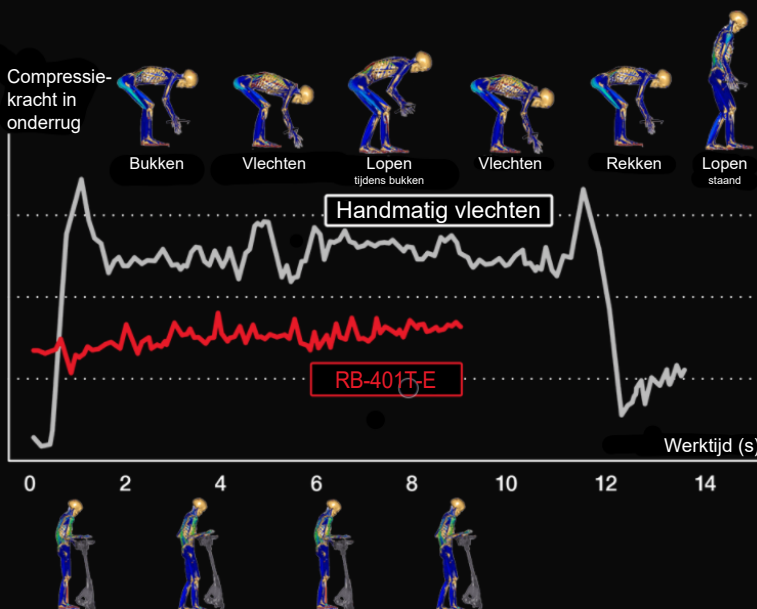 Compressie-
kracht in
onderrug
Bukken
Vlechten
Lopen
tijdens bukken
Vlechten
Rekken
Lopen
staand
Handmatig vlechten
RB-401T-E
Werktijd (s)
0 2 4 6 8 10 12 14